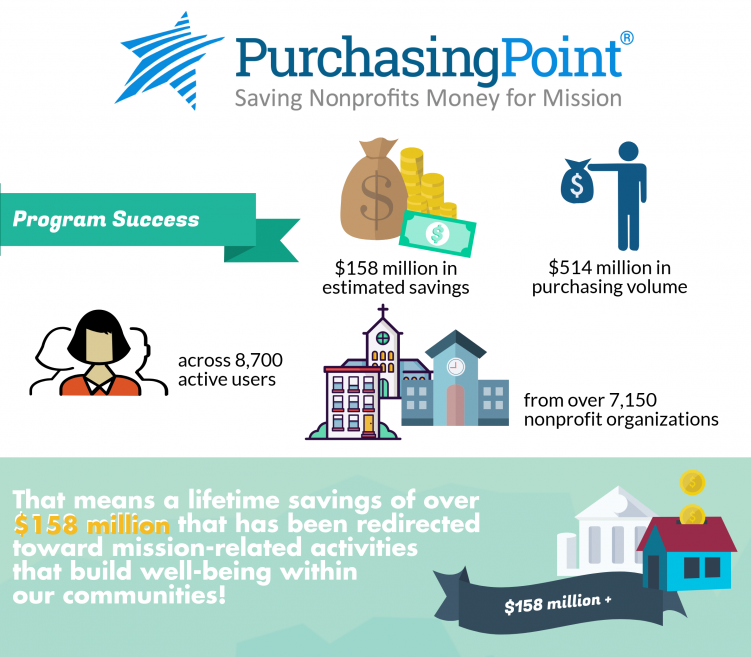 PurchasingPoint®
Saving Nonprofits Money for Mission
Program Success
$
$
$
$158 million in
estimated savings
$514 million in
purchasing volume
across 8,700
active users
from over 7,150
nonprofit organizations
That means a lifetime savings of over
$158 million that has been redirected
toward mission-related activities
that build well-being within
our communities!
$
$
$158 million +